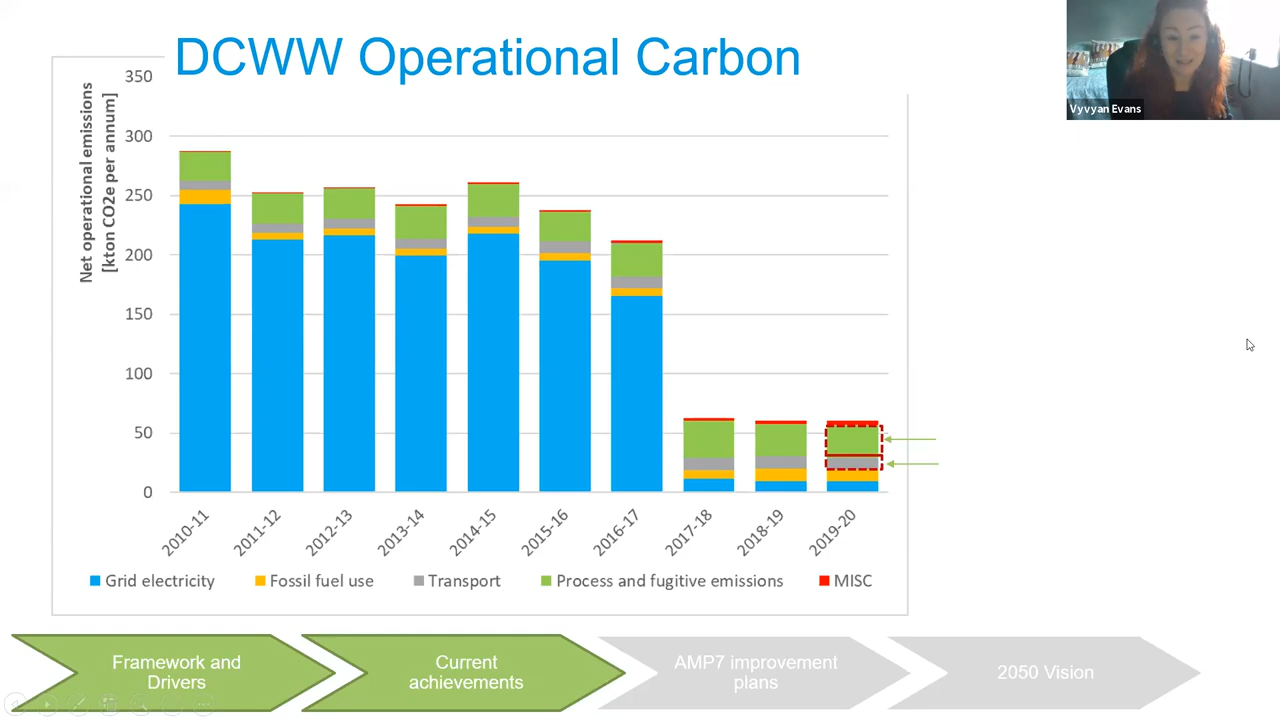 DCWW Operational Carbon
Vyvyan Evans
Net operational emissions
[kton CO2e per annum]
350
300
250
200
150
100
50
0
2010-11
2011-12
2012-13
2013-14
2014-15
2015-16
2016-17
2017-18
2018-19
2019-20
Grid electricity
Fossil fuel use
Transport
Process and fugitive emissions
MISC
Framework and
Drivers
Current
achievements
AMP7 improvement
plans
2050 Vision